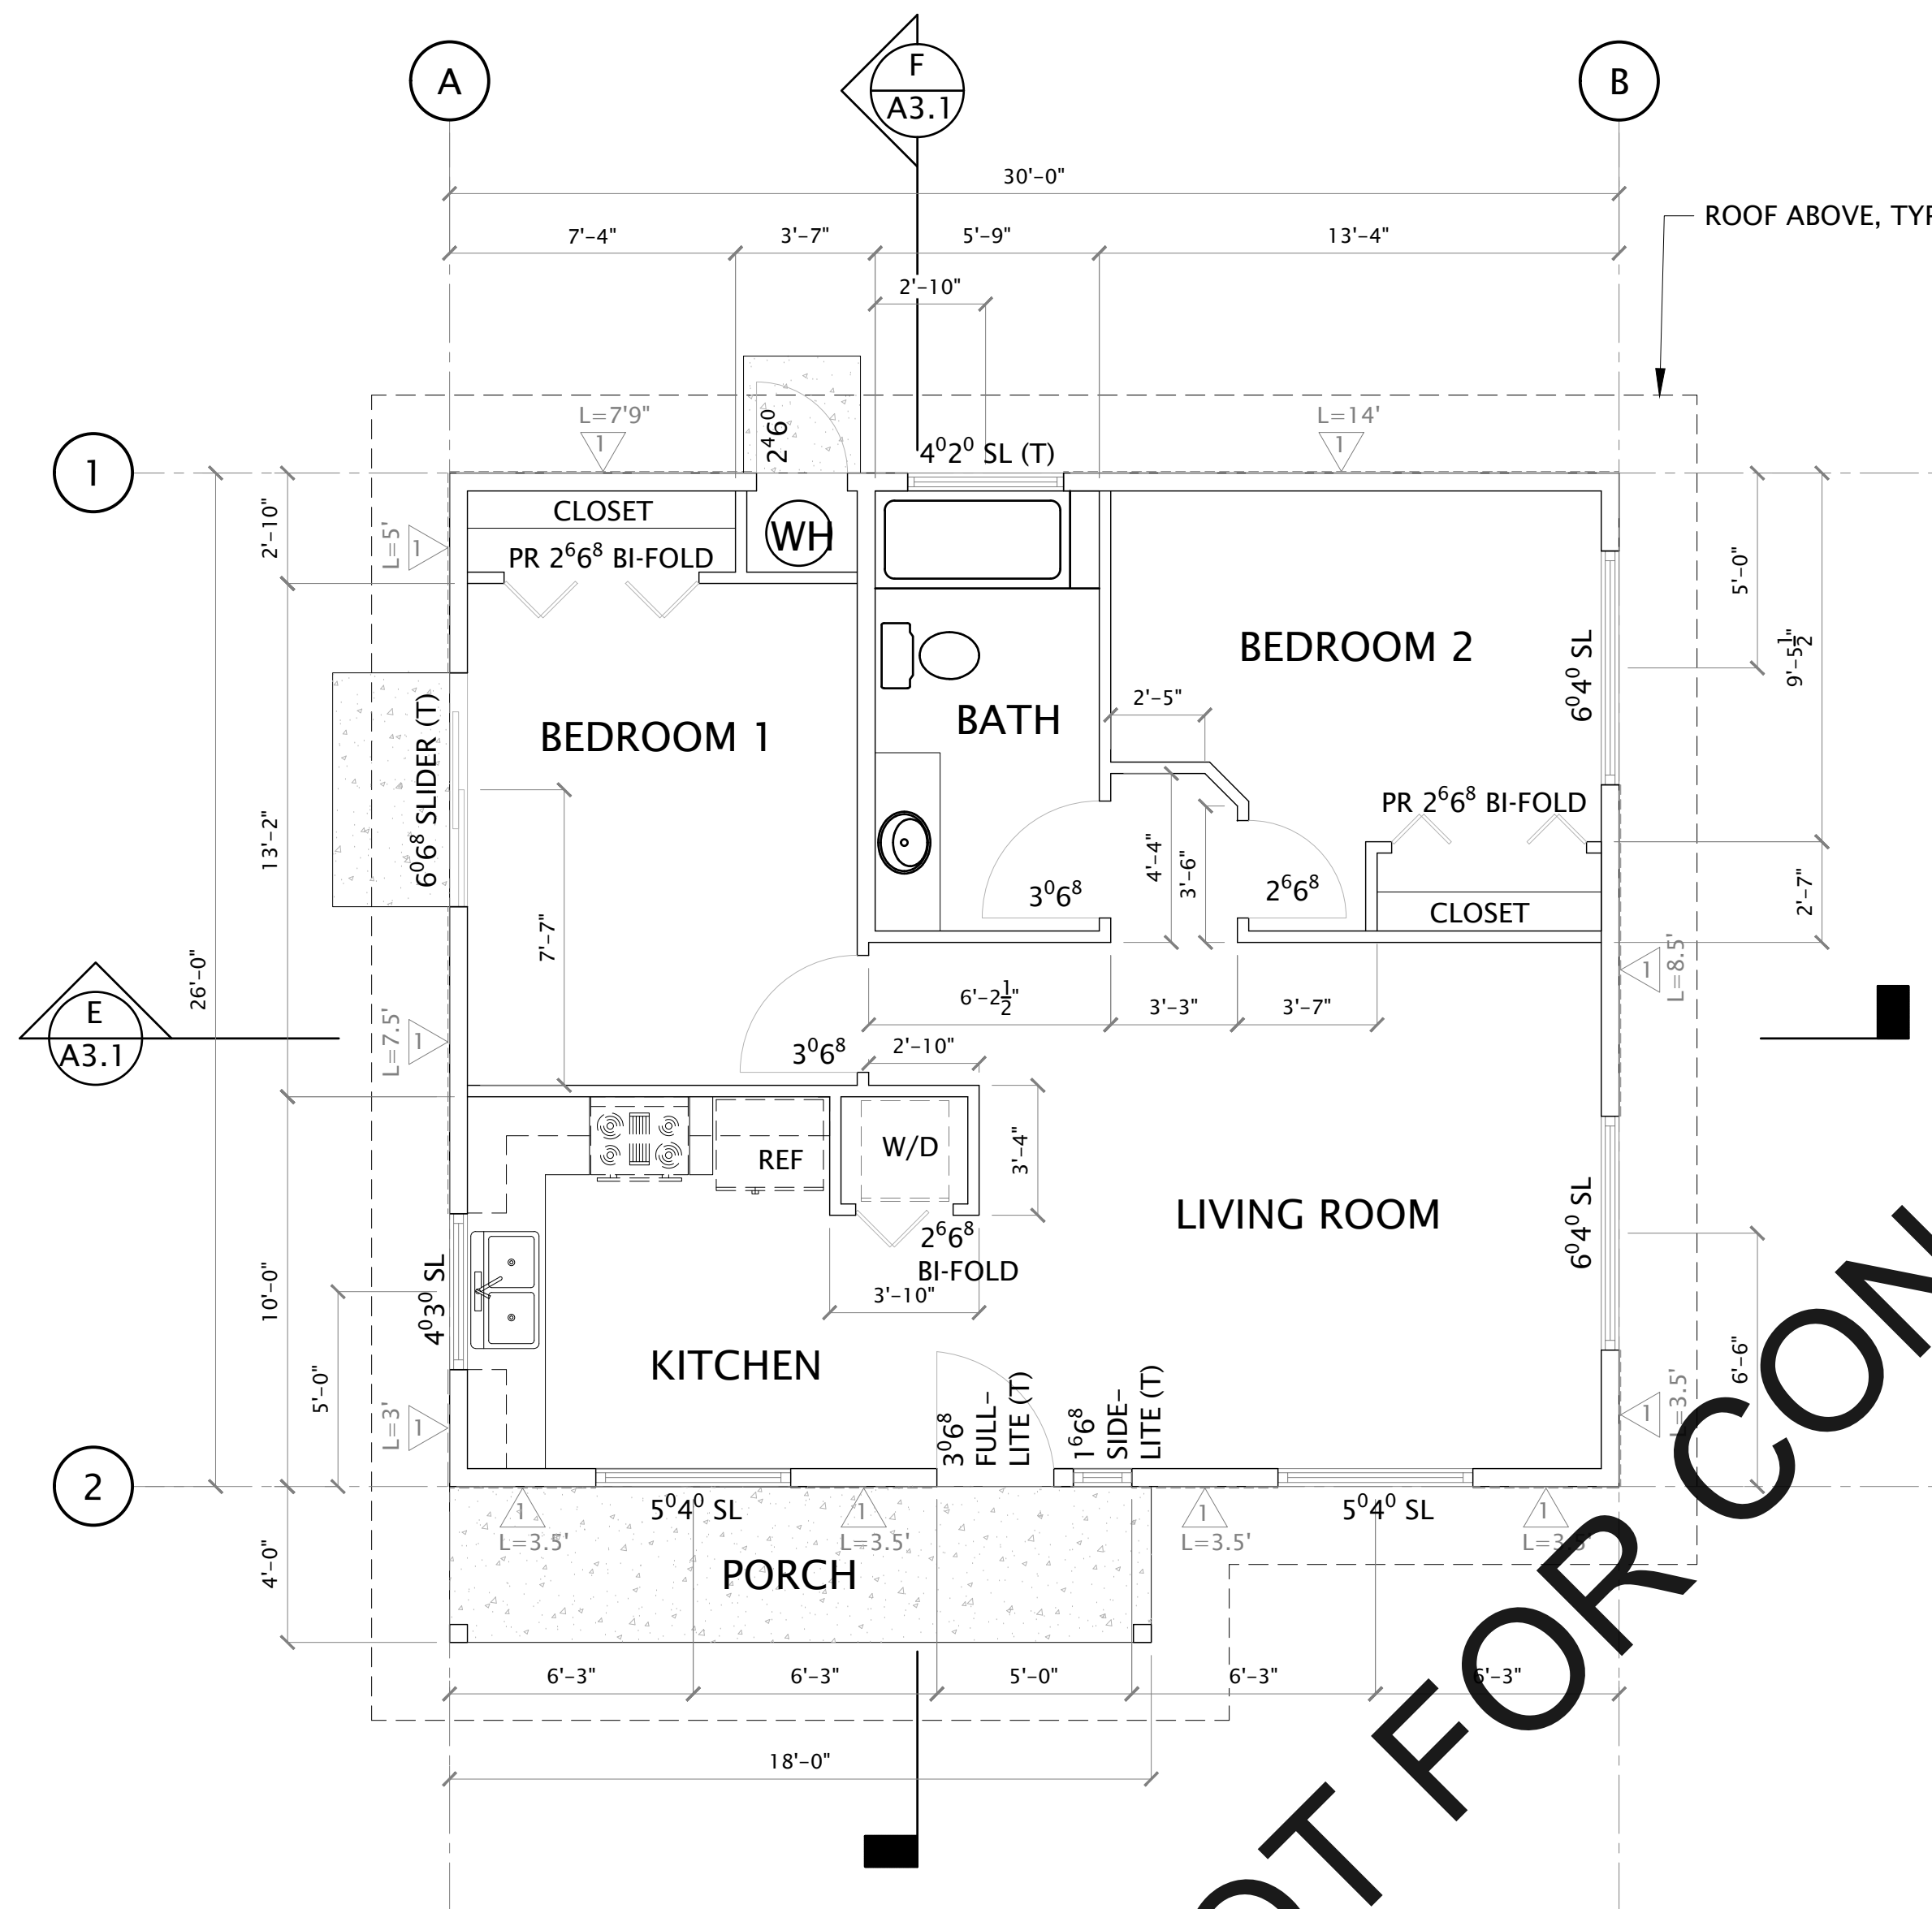 A
F
A3.1
B
30'-0"
ROOF ABOVE,
7'-4"
3'-7"
5'-9"
13'-4"
2'-10"
L=7'9"
1
2⁴6⁰
4⁰2⁰ SL (T)
L=14'
1
1
2'-10"
L=5'
1
CLOSET
PR 2⁶6⁸ BI-FOLD
WH
5'-0"
9'-5½"
BEDROOM 2
6⁰4⁰ SL
2'-5"
BATH
BEDROOM 1
6⁰6⁸ SLIDER (T)
13'-2"
PR 2⁶6⁸ BI-FOLD
4'-4"
3'-6"
3⁰6⁸
2⁶6⁸
CLOSET
2'-7"
7'-7"
26'-0"
L=8.5'
1
6'-2½"
3'-3"
3'-7"
E
A3.1
L=7.5'
1
3⁰6⁸
2'-10"
3'-4"
W/D
REF
LIVING ROOM
6⁰4⁰ SL
2⁶6⁸
BI-FOLD
3'-10"
10'-0"
4⁰3⁰ SL
5'-0"
KITCHEN
6'-6"
L=3'
1
3⁰6⁸
FULL-
LITE (T)
1⁶6⁸
SIDE-
LITE (T)
L=3.5'
1
2
1
L=3.5'
5⁰4⁰ SL
1
L=3.5'
1
L=3.5'
5⁰4⁰ SL
1
L=3.5'
4'-0"
PORCH
6'-3"
6'-3"
5'-0"
6'-3"
6'-3"
18'-0"
OT FOR CON